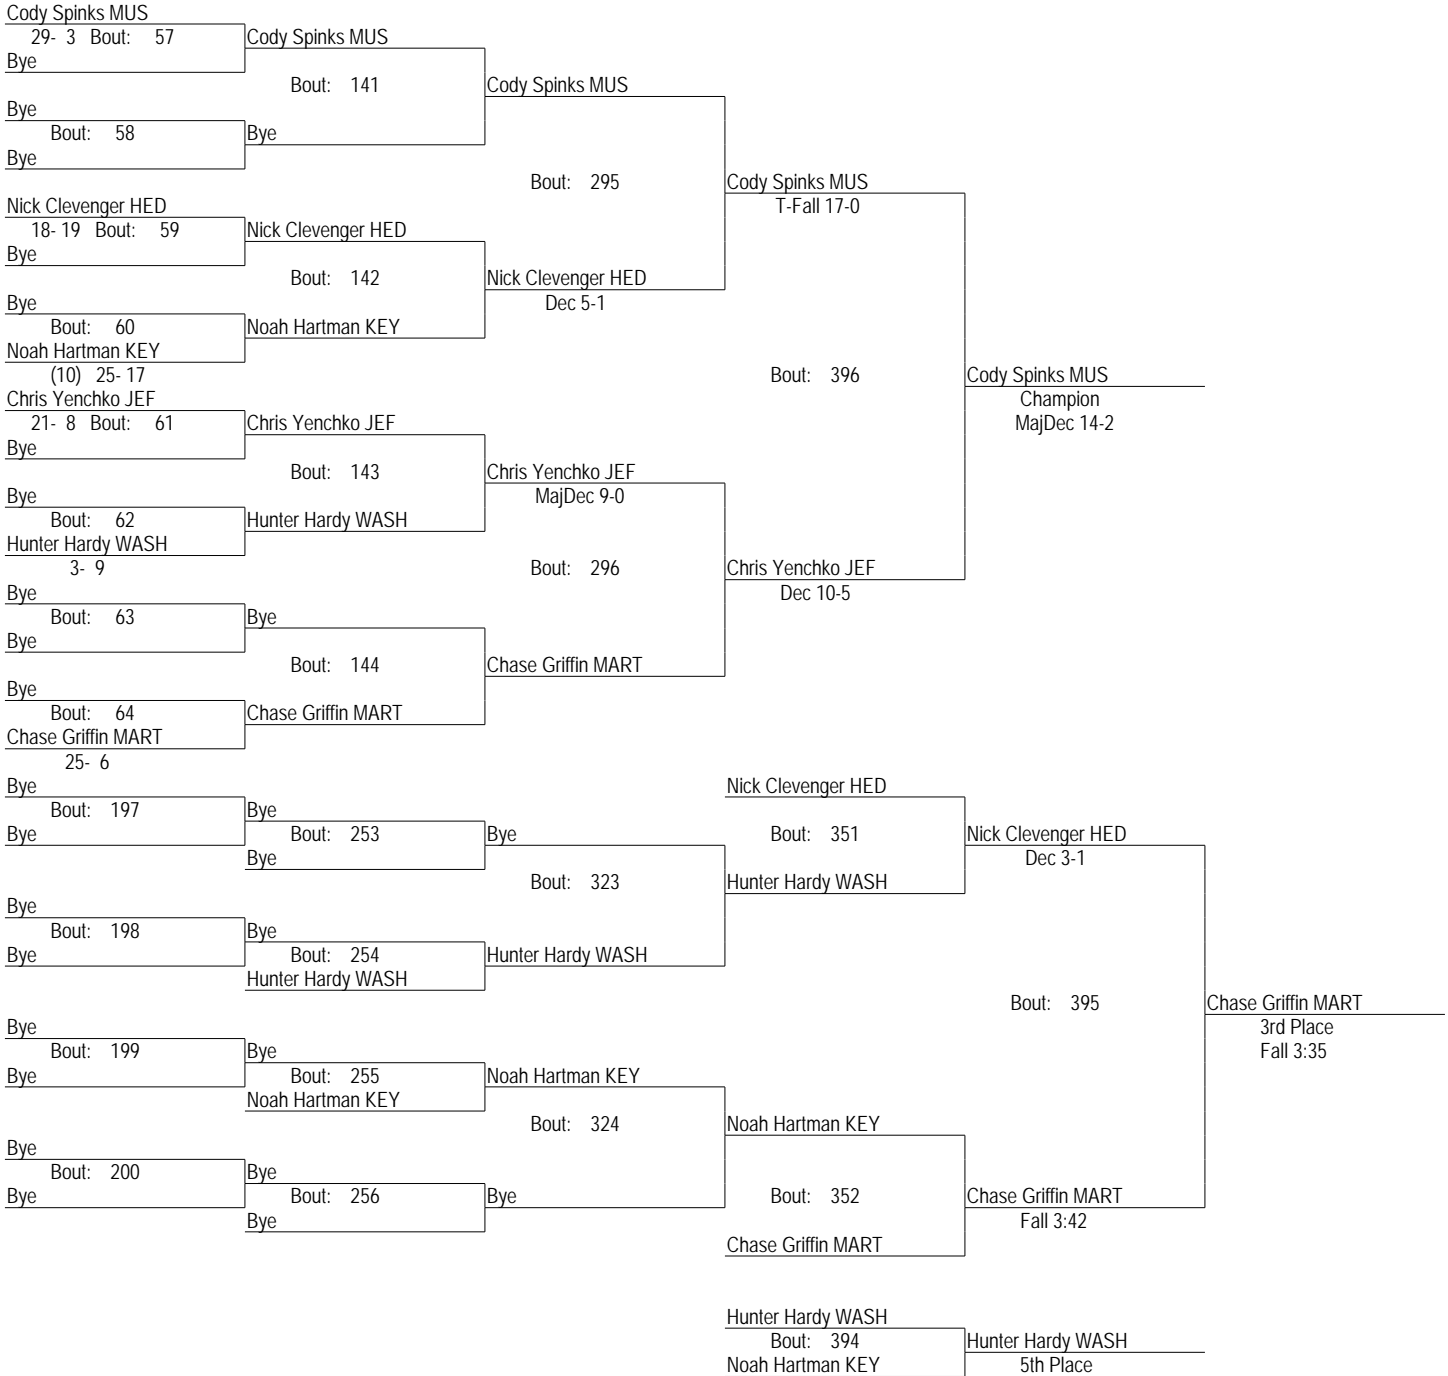 Cody Spinks MUS
29- 3 Bout: 57
Bye
Bye
Bout: 58
Bye
Nick Clevenger HED
18- 19 Bout: 59
Bye
Bye
Bout: 60
Noah Hartman KEY
(10) 25- 17
Chris Yenchko JEF
21- 8 Bout: 61
Bye
Bye
Bout: 62
Hunter Hardy WASH
3- 9
Bye
Bout: 63
Bye
Bye
Bout: 64
Chase Griffin MART
25- 6
Cody Spinks MUS
Bout: 141
Bye
Nick Clevenger HED
Bout: 142
Noah Hartman KEY
Chris Yenchko JEF
Bout: 143
Hunter Hardy WASH
Bye
Bout: 144
Chase Griffin MART
Cody Spinks MUS
Bout: 295
Nick Clevenger HED
Dec 5-1
Chris Yenchko JEF
MajDec 9-0
Bout: 296
Chase Griffin MART
Cody Spinks MUS
T-Fall 17-0
Bout: 396
Chris Yenchko JEF
Dec 10-5
Cody Spinks MUS
Champion
MajDec 14-2
Bye
Bout: 197
Bye
Bye
Bout: 198
Bye
Bye
Bout: 199
Bye
Bye
Bout: 200
Bye
Bye
Bout: 253
Bye
Bye
Bout: 254
Hunter Hardy WASH
Bye
Bout: 255
Noah Hartman KEY
Bye
Bout: 256
Bye
Bye
Bout: 323
Hunter Hardy WASH
Noah Hartman KEY
Bout: 324
Bye
Nick Clevenger HED
Bout: 351
Hunter Hardy WASH
Noah Hartman KEY
Bout: 352
Chase Griffin MART
Nick Clevenger HED
Dec 3-1
Bout: 395
Chase Griffin MART
Fall 3:42
Chase Griffin MART
3rd Place
Fall 3:35
Hunter Hardy WASH
Bout: 394
Noah Hartman KEY
Hunter Hardy WASH
5th Place